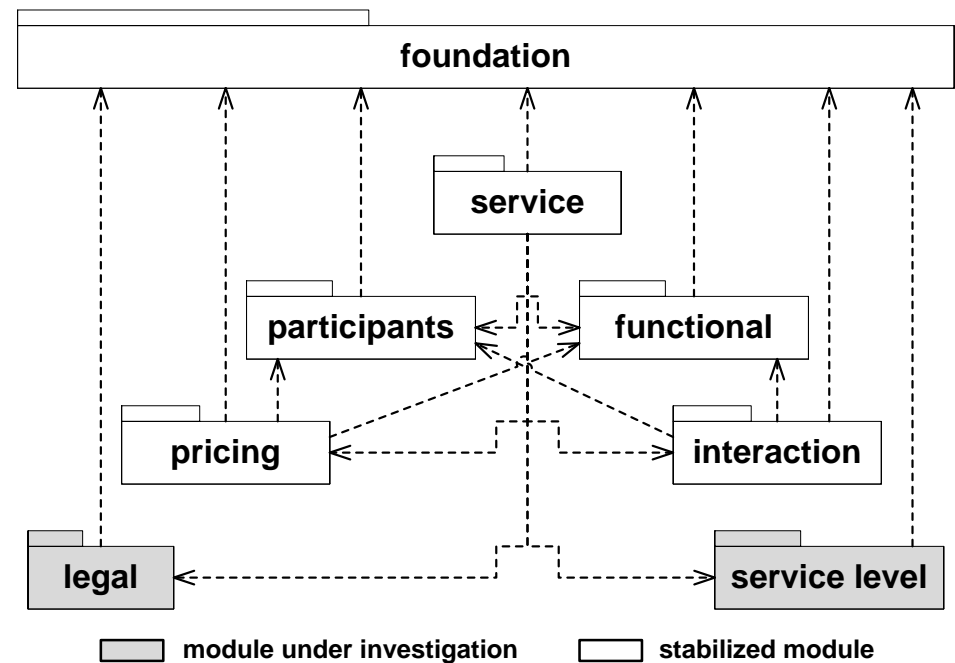 foundation
service
participants
functional
pricing
interaction
legal
service level
module under investigation
stabilized module